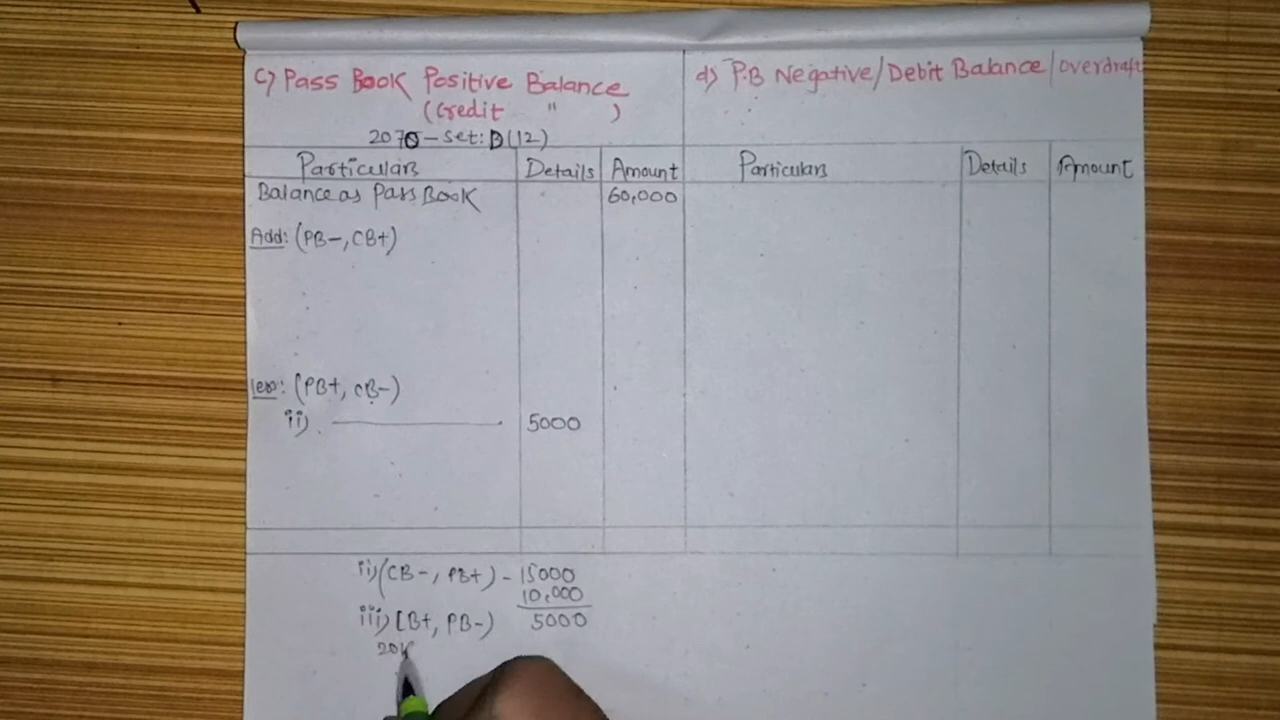 c) Pass Book Positive Balance
(Credit " )
2070-set: D(12)
Particulars Details Amount
Balance as Pass Book 60,000
Add: (PB-, CB+)
Less: (PB+, CB-)
ii) 5000
d) P.B Negative/Debit Balance/overdraft
Particulars Details Amount
ii) (CB-, PB+) - 15000
10,000
iii) [B+, PB-) 5000
20K